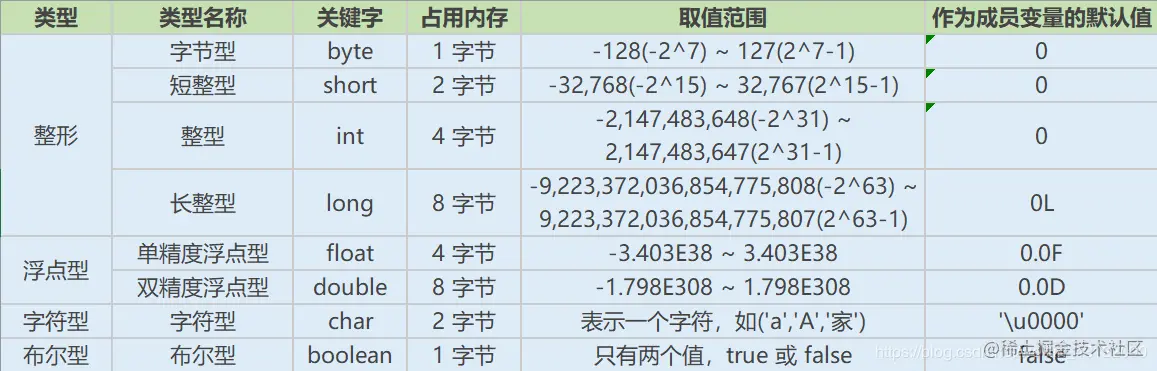 类型 类型名称 关键字 占用内存 取值范围 作为成员变量的默认值
整形 字节型 byte 1 字节 -128(-2^7) ~ 127(2^7-1) 0
短整型 short 2 字节 -32,768(-2^15) ~ 32,767(2^15-1) 0
整型 int 4 字节 -2,147,483,648(-2^31) ~
2,147,483,647(2^31-1) 0
长整型 long 8 字节 -9,223,372,036,854,775,808(-2^63) ~
9,223,372,036,854,775,807(2^63-1) 0L
浮点型 单精度浮点型 float 4 字节 -3.403E38 ~ 3.403E38 0.0F
双精度浮点型 double 8 字节 -1.798E308 ~ 1.798E308 0.0D
字符型 字符型 char 2 字节 表示一个字符，如('a','A','家') '\u0000'
布尔型 布尔型 boolean 1 字节 只有两个值，true 或 false false
@稀土掘金技术社区